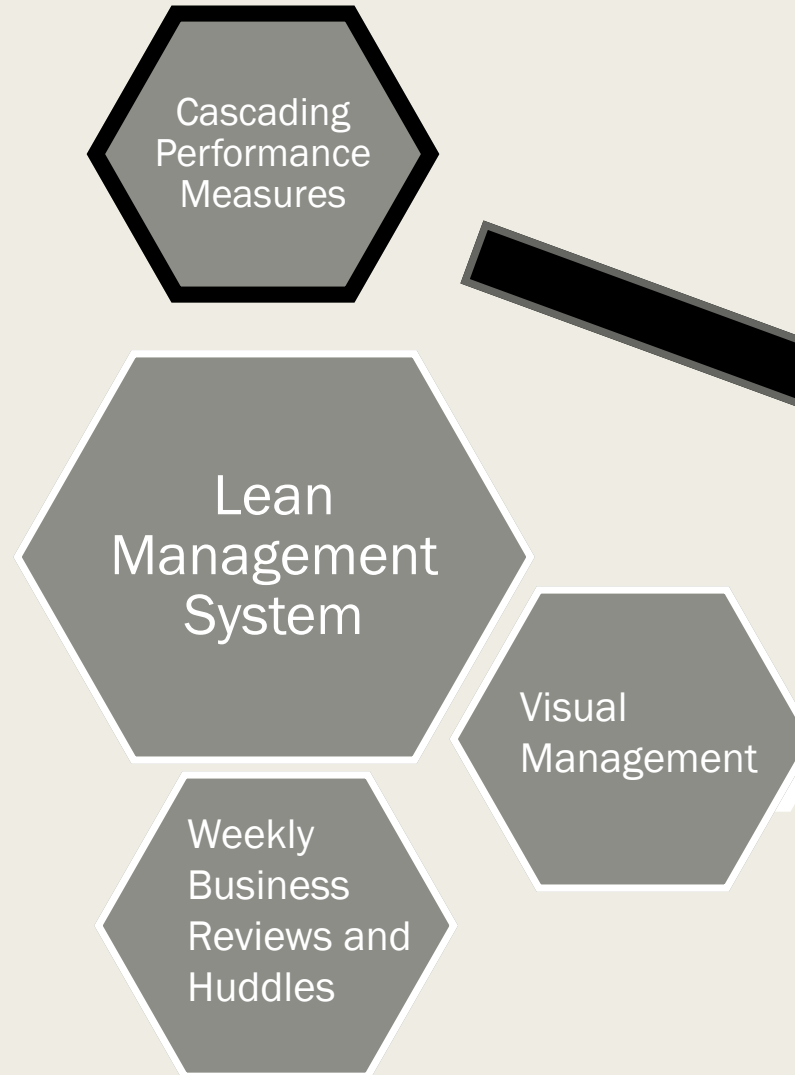 Cascading
Performance
Measures
Lean
Management
System
Visual
Management
Weekly
Business
Reviews and
Huddles